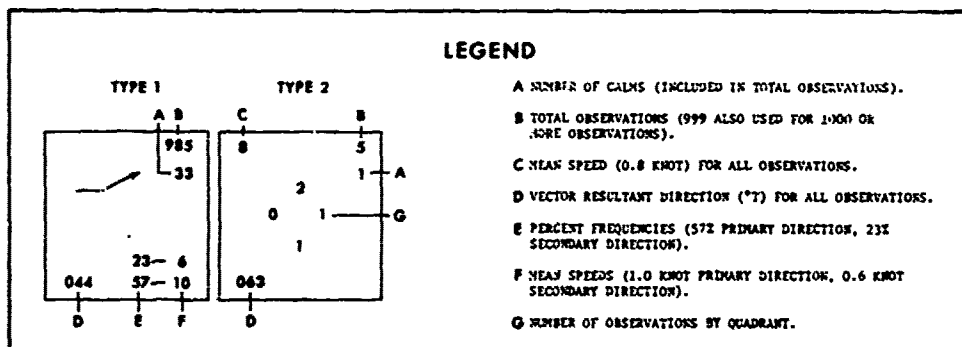 LEGEND
TYPE 1
TYPE 2
A B
C
B
985
8
5
33
1 A
2
0 1 G
1
23 6
044 57 10
063
D E F
D
A NUMBER OF CALMS (INCLUDED IN TOTAL OBSERVATIONS).
B TOTAL OBSERVATIONS (999 ALSO USED FOR 1000 OR
MORE OBSERVATIONS).
C MEAN SPEED (0.8 KNOT) FOR ALL OBSERVATIONS.
D VECTOR RESULTANT DIRECTION (°T) FOR ALL OBSERVATIONS.
E PERCENT FREQUENCIES (57% PRIMARY DIRECTION, 23%
SECONDARY DIRECTION).
F MEAN SPEEDS (1.0 KNOT PRIMARY DIRECTION, 0.6 KNOT
SECONDARY DIRECTION).
G NUMBER OF OBSERVATIONS BY QUADRANT.